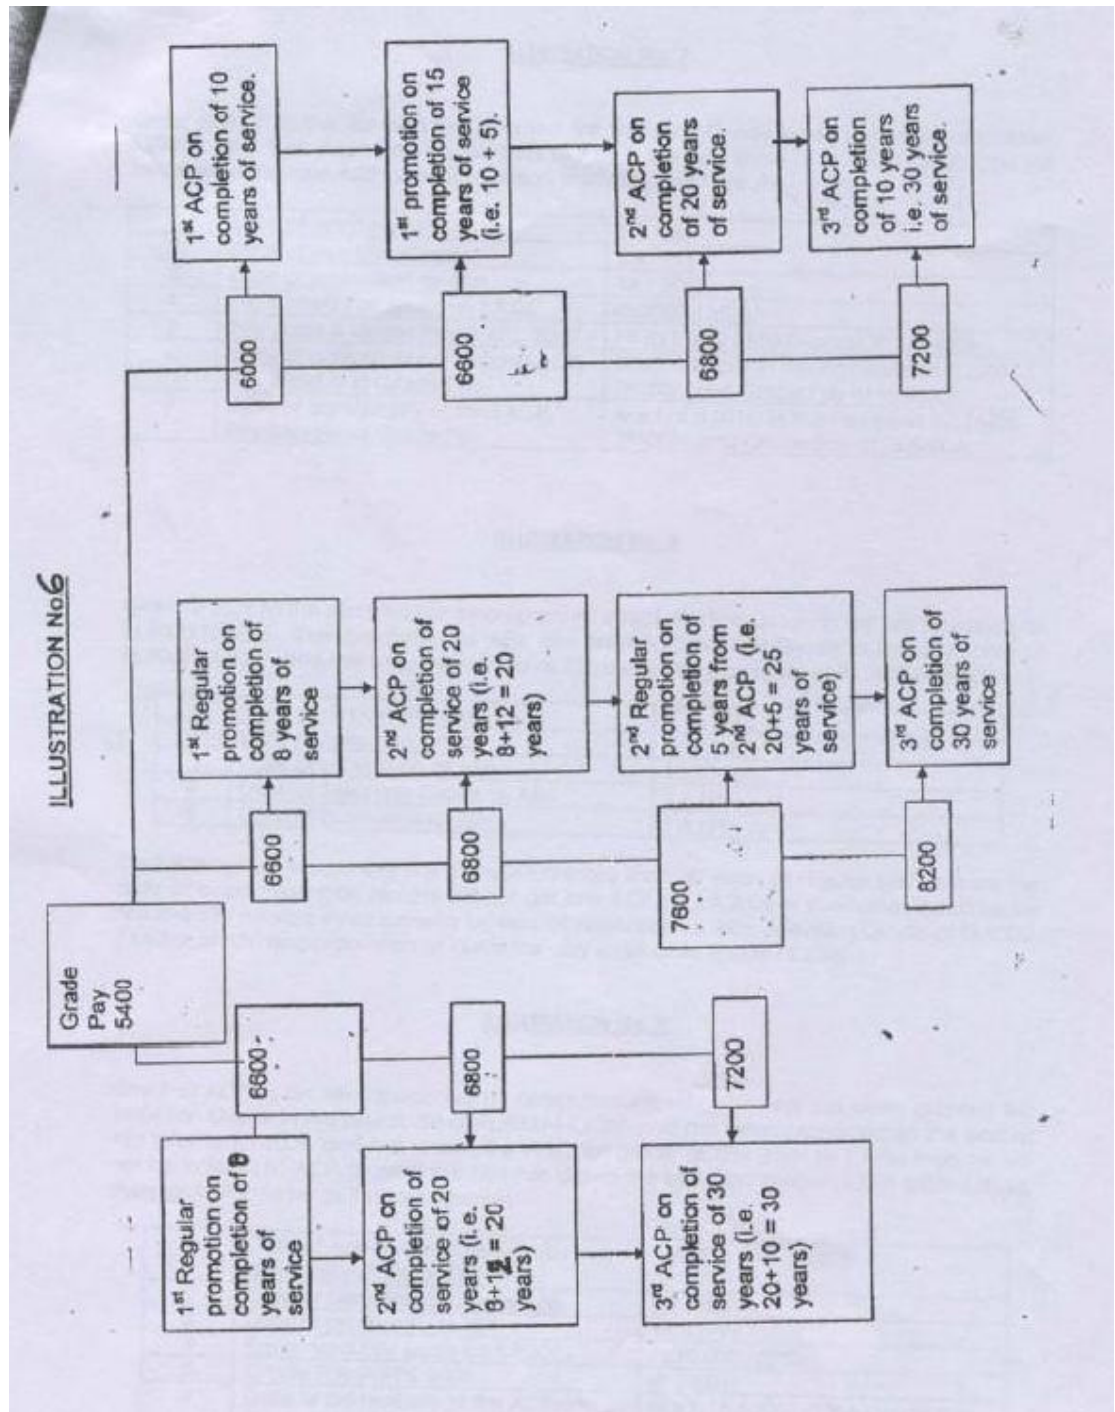 ILLUSTRATION No6
Grade
Pay
5400
6600
1st Regular
promotion on
completion of 8
years of
service
6800
2nd ACP on
completion of
service of 20
years (i.e.
8+12 = 20
years)
7200
3rd ACP on
completion of
service of 30
years (i.e.
20+10 = 30
years)
6600
1st Regular
promotion on
completion of
8 years of
service
6800
2nd ACP on
completion of
service of 20
years (i.e.
8+12 = 20
years)
7600
2nd Regular
promotion on
completion of
5 years from
2nd ACP (i.e.
20+5 = 25
years of
service)
8200
3rd ACP on
completion of
30 years of
service
6000
1st ACP on
completion of 10
years of service.
6600
1st promotion on
completion of 15
years of service
(i.e. 10 + 5).
6800
2nd ACP on
completion
of 20 years
of service.
7200
3rd ACP on
completion
of 10 years
i.e. 30 years
of service.